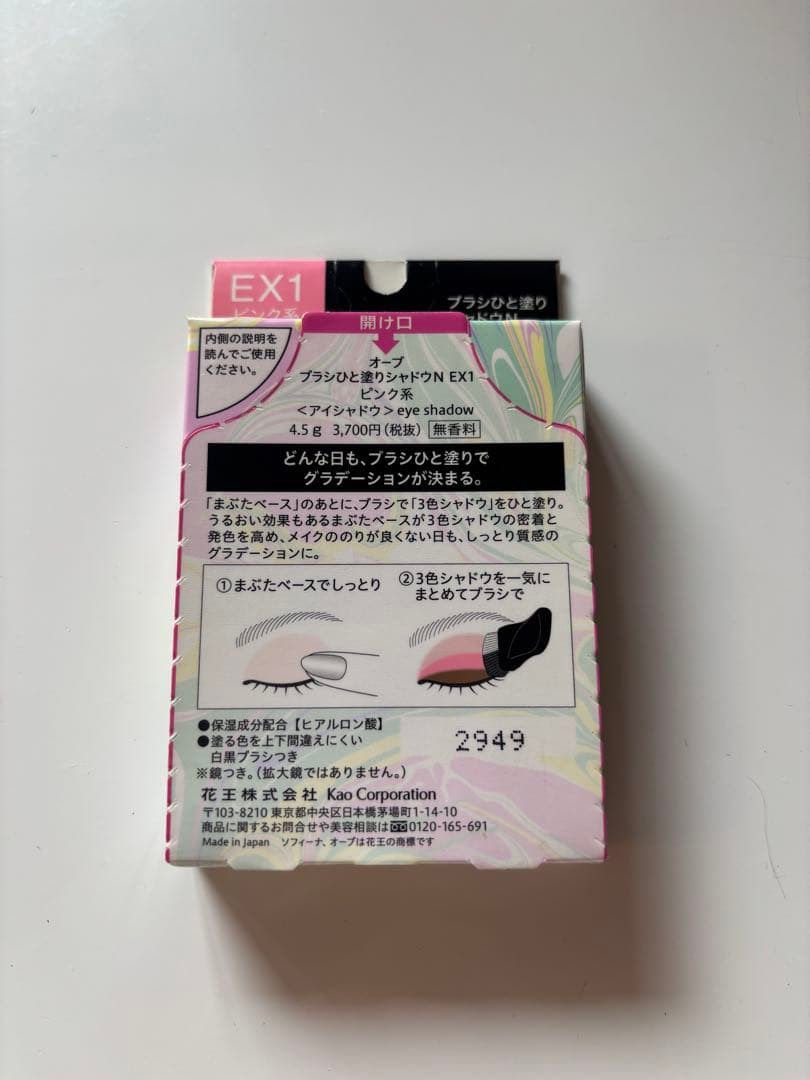 EX1
ピンク系
ブラシひと塗り
シャドウN
開け口
内側の説明を
読んでご使用
ください。
オーブ
ブラシひと塗りシャドウN EX1
ピンク系
<アイシャドウ> eye shadow
4.5g 3,700円(税抜) 無香料
どんな日も、ブラシひと塗りで
グラデーションが決まる。
「まぶたベース」のあとに、ブラシで「3色シャドウ」をひと塗り。
うるおい効果もあるまぶたベースが3色シャドウの密着と
発色を高め、メイクののりが良くない日も、しっとり質感の
グラデーションに。
①まぶたベースでしっとり
②3色シャドウを一気に
まとめてブラシで
●保湿成分配合【ヒアルロン酸】
●塗る色を上下間違えにくい
白黒ブラシつき
※鏡つき。(拡大鏡ではありません。)
2949
花王株式会社 Kao Corporation
〒103-8210 東京都中央区日本橋茅場町1-14-10
商品に関するお問合せや美容相談は 0120-165-691
Made in Japan ソフィーナ、オーブは花王の商標です